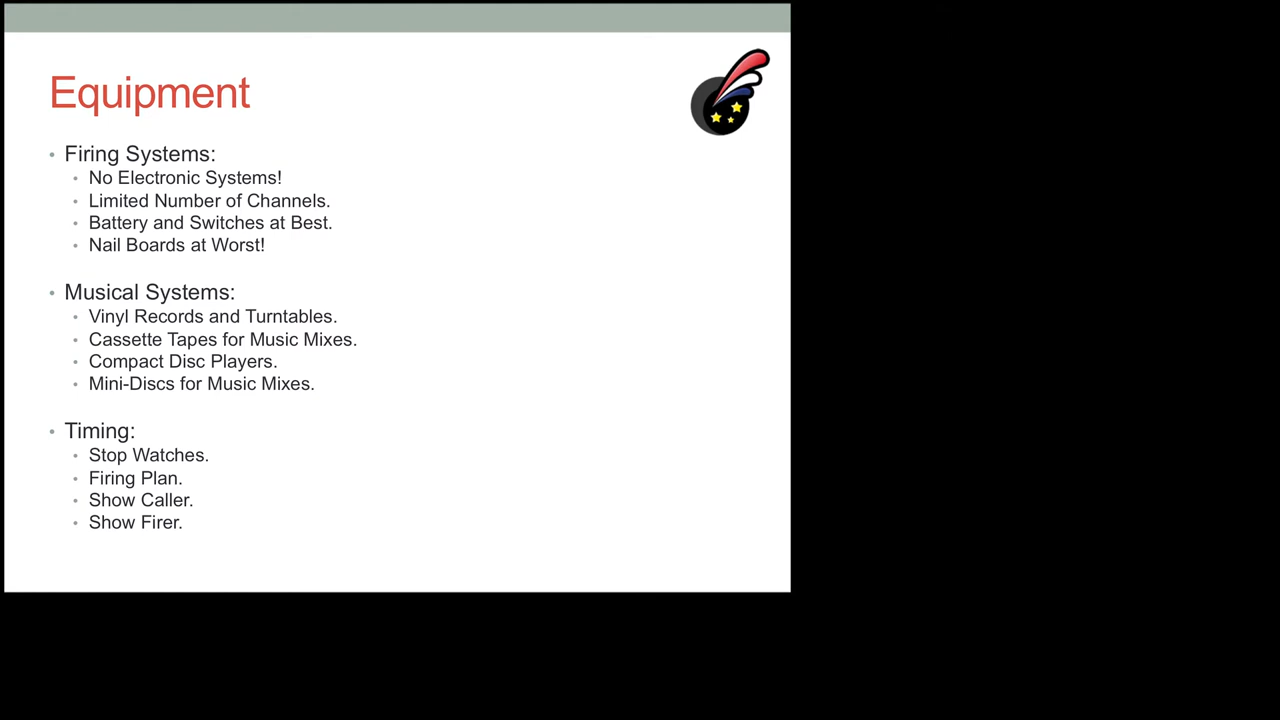 Equipment
• Firing Systems:
• No Electronic Systems!
• Limited Number of Channels.
• Battery and Switches at Best.
• Nail Boards at Worst!
• Musical Systems:
• Vinyl Records and Turntables.
• Cassette Tapes for Music Mixes.
• Compact Disc Players.
• Mini-Discs for Music Mixes.
• Timing:
• Stop Watches.
• Firing Plan.
• Show Caller.
• Show Firer.